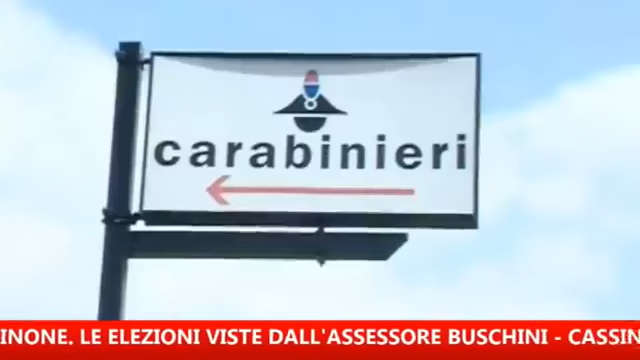 carabinieri
INONE. LE ELEZIONI VISTE DALL'ASSESSORE BUSCHINI - CASSIN